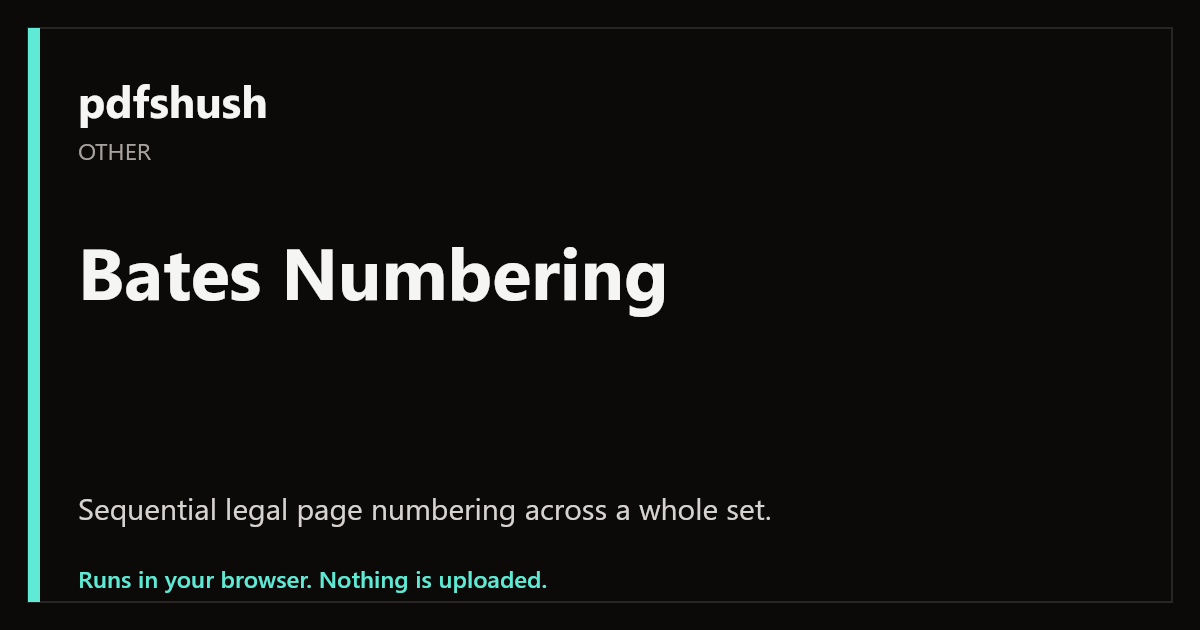 pdfshush
OTHER
Bates Numbering
Sequential legal page numbering across a whole set.
Runs in your browser. Nothing is uploaded.